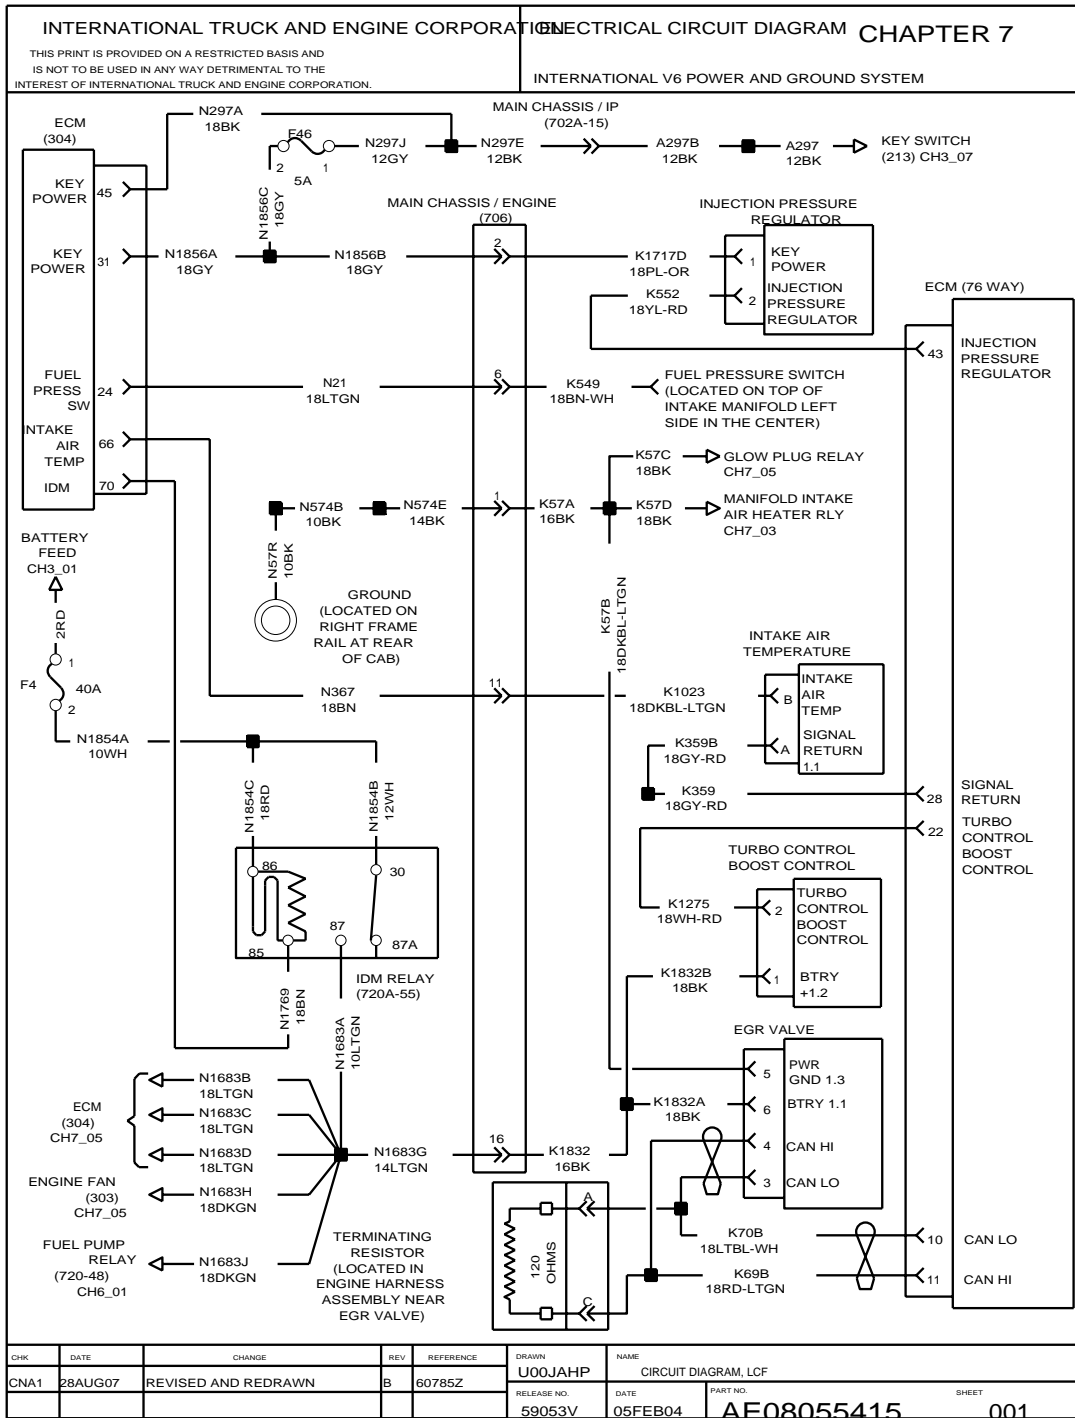 INTERNATIONAL TRUCK AND ENGINE CORPORATION
ELECTRICAL CIRCUIT DIAGRAM CHAPTER 7
THIS PRINT IS PROVIDED ON A RESTRICTED BASIS AND
IS NOT TO BE USED IN ANY WAY DETRIMENTAL TO THE
INTEREST OF INTERNATIONAL TRUCK AND ENGINE CORPORATION.
INTERNATIONAL V6 POWER AND GROUND SYSTEM
ECM
(304)
KEY
POWER
45
KEY
POWER
31
FUEL
PRESS
SW
24
INTAKE
AIR
TEMP
66
IDM
70
N297A
18BK
F46
2
1
5A
N297J
12GY
N297E
12BK
MAIN CHASSIS / IP
(702A-15)
A297B
12BK
A297
12BK
KEY SWITCH
(213) CH3_07
N1856C
18GY
N1856A
18GY
N1856B
18GY
MAIN CHASSIS / ENGINE
(706)
2
K1717D
18PL-OR
K552
18YL-RD
INJECTION PRESSURE
REGULATOR
1
KEY
POWER
2
INJECTION
PRESSURE
REGULATOR
ECM (76 WAY)
43
INJECTION
PRESSURE
REGULATOR
N21
18LTGN
6
K549
18BN-WH
FUEL PRESSURE SWITCH
(LOCATED ON TOP OF
INTAKE MANIFOLD LEFT
SIDE IN THE CENTER)
K57C
18BK
GLOW PLUG RELAY
CH7_05
N574B
10BK
N574E
14BK
1
K57A
16BK
K57D
18BK
MANIFOLD INTAKE
AIR HEATER RLY
CH7_03
N57R
10BK
GROUND
(LOCATED ON
RIGHT FRAME
RAIL AT REAR
OF CAB)
K57B
18DKBL-LTGN
BATTERY
FEED
CH3_01
2RD
1
F4
40A
2
N1854A
10WH
N367
18BN
11
K1023
18DKBL-LTGN
INTAKE AIR
TEMPERATURE
B
INTAKE
AIR
TEMP
A
SIGNAL
RETURN
1.1
K359B
18GY-RD
K359
18GY-RD
28
SIGNAL
RETURN
22
TURBO
CONTROL
BOOST
CONTROL
N1854C
18RD
N1854B
12WH
86
30
87
87A
85
IDM RELAY
(720A-55)
N1769
18BN
N1683A
10LTGN
TURBO CONTROL
BOOST CONTROL
K1275
18WH-RD
2
TURBO
CONTROL
BOOST
CONTROL
K1832B
18BK
1
BTRY
+1.2
EGR VALVE
5
PWR
GND 1.3
K1832A
18BK
6
BTRY 1.1
4
CAN HI
3
CAN LO
ECM
(304)
CH7_05
N1683B
18LTGN
N1683C
18LTGN
N1683D
18LTGN
ENGINE FAN
(303)
CH7_05
N1683H
18DKGN
FUEL PUMP
RELAY
(720-48)
CH6_01
N1683J
18DKGN
N1683G
14LTGN
16
K1832
16BK
TERMINATING
RESISTOR
(LOCATED IN
ENGINE HARNESS
ASSEMBLY NEAR
EGR VALVE)
120
OHMS
A
C
K70B
18LTBL-WH
K69B
18RD-LTGN
10
CAN LO
11
CAN HI
CHK DATE CHANGE REV REFERENCE
CNA1 28AUG07 REVISED AND REDRAWN B 60785Z
DRAWN
U00JAHP
NAME
CIRCUIT DIAGRAM, LCF
RELEASE NO.
59053V
DATE
05FEB04
PART NO.
AE08055415
SHEET
001